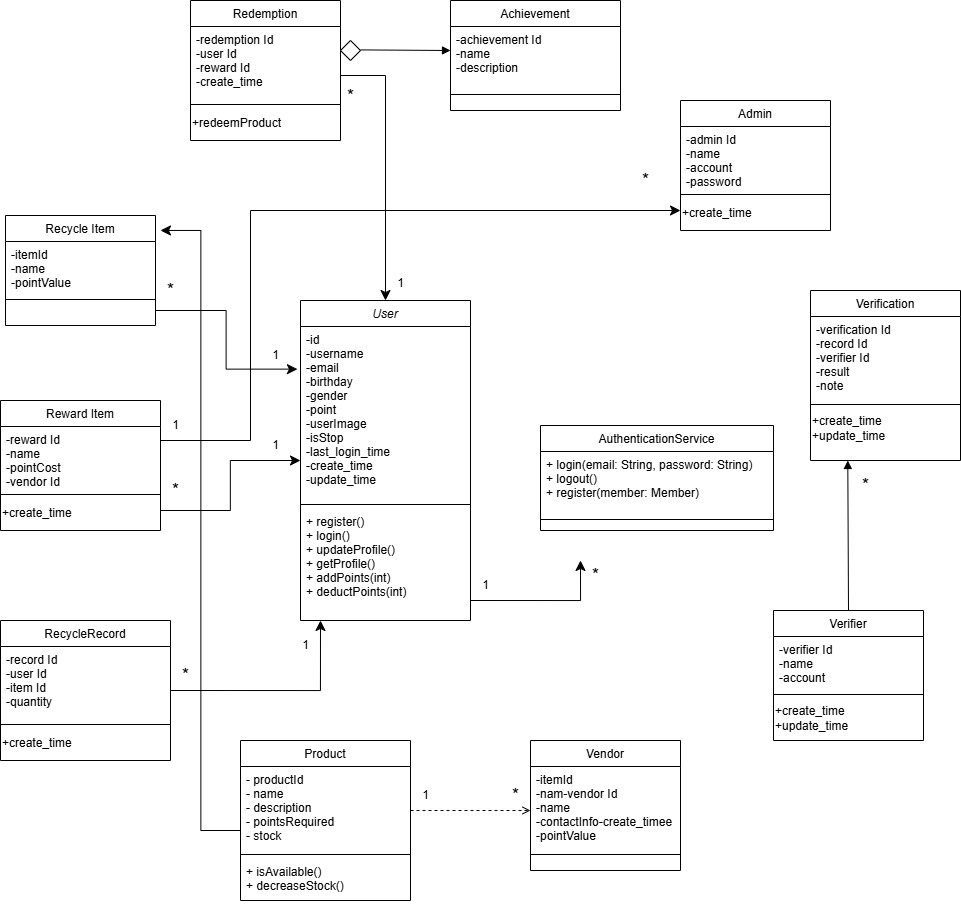 Redemption
-redemption Id
-user Id
-reward Id
-create_time
+redeemProduct
*
Achievement
-achievement Id
-name
-description
Admin
-admin Id
-name
-account
-password
+create_time
*
Recycle Item
-itemId
-name
-pointValue
*
1
1
User
-id
-username
-email
-birthday
-gender
-point
-userImage
-isStop
-last_login_time
-create_time
-update_time
+ register()
+ login()
+ updateProfile()
+ getProfile()
+ addPoints(int)
+ deductPoints(int)
Verification
-verification Id
-record Id
-verifier Id
-result
-note
+create_time
+update_time
*
Reward Item
-reward Id
-name
-pointCost
-vendor Id
+create_time
1
*
1
AuthenticationService
+ login(email: String, password: String)
+ logout()
+ register(member: Member)
1
*
RecycleRecord
-record Id
-user Id
-item Id
-quantity
+create_time
*
1
Verifier
-verifier Id
-name
-account
+create_time
+update_time
Product
- productId
- name
- description
- pointsRequired
- stock
+ isAvailable()
+ decreaseStock()
1
*
Vendor
-itemId
-nam-vendor Id
-name
-contactInfo-create_timee
-pointValue